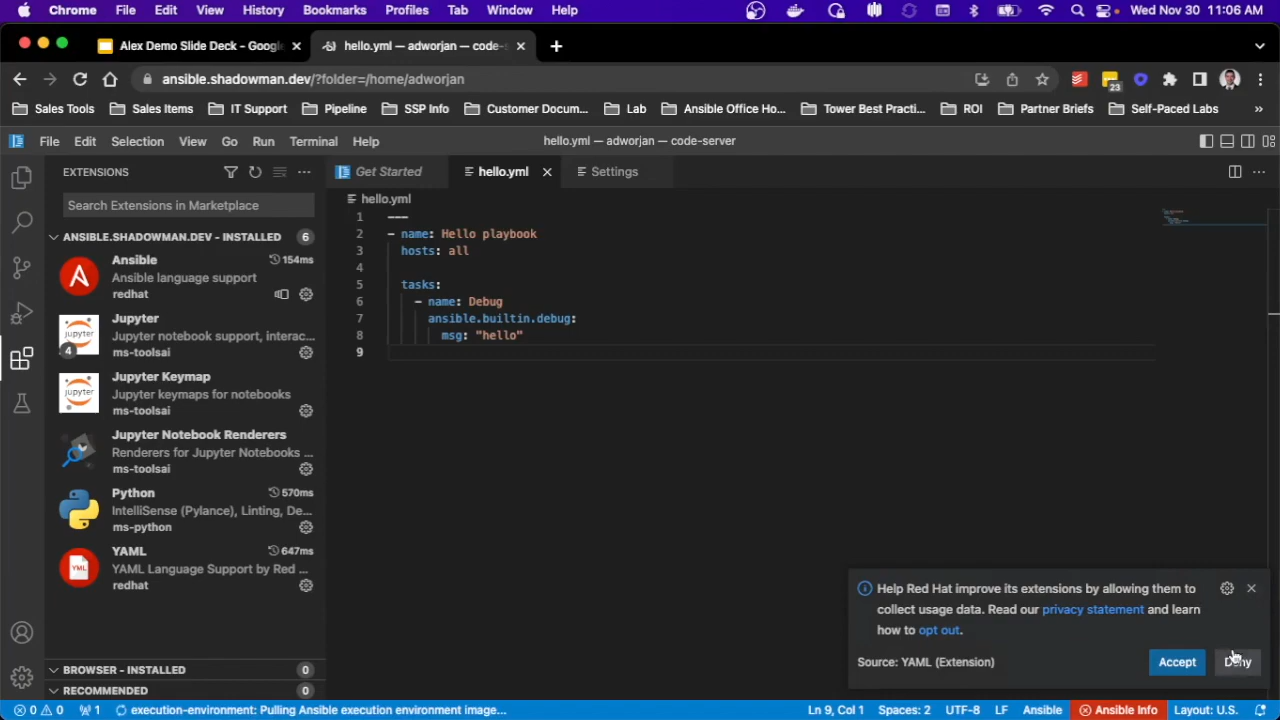 Chrome File Edit View History Bookmarks Profiles Tab Window Help Wed Nov 30 11:06 AM
Alex Demo Slide Deck - Google
hello.yml — adworjan — code-s
ansible.shadowman.dev/?folder=/home/adworjan
23
Sales Tools Sales Items IT Support Pipeline SSP Info Customer Docum... Lab Ansible Office Ho... Tower Best Practi... ROI Partner Briefs Self-Paced Labs »
File Edit Selection View Go Run Terminal Help hello.yml — adworjan — code-server
EXTENSIONS
Get Started hello.yml Settings
Search Extensions in Marketplace
hello.yml
ANSIBLE.SHADOWMAN.DEV - INSTALLED 6
Ansible 154ms
Ansible language support
redhat
Jupyter
Jupyter notebook support, interac...
ms-toolsai
jupyter
4
Jupyter Keymap
Jupyter keymaps for notebooks
ms-toolsai
jupyter
Jupyter Notebook Renderers
Renderers for Jupyter Notebooks ...
ms-toolsai
Python 570ms
IntelliSense (Pylance), Linting, De...
ms-python
YAML 647ms
YAML Language Support by Red ...
redhat
YML
BROWSER - INSTALLED 0
RECOMMENDED 0
1 ---
2 - name: Hello playbook
3 hosts: all
4
5 tasks:
6 - name: Debug
7 ansible.builtin.debug:
8 msg: "hello"
9
Help Red Hat improve its extensions by allowing them to
collect usage data. Read our privacy statement and learn
how to opt out.
Source: YAML (Extension) Accept Deny
0 0 1 execution-environment: Pulling Ansible execution environment image... Ln 9, Col 1 Spaces: 2 UTF-8 LF Ansible Ansible Info Layout: U.S.